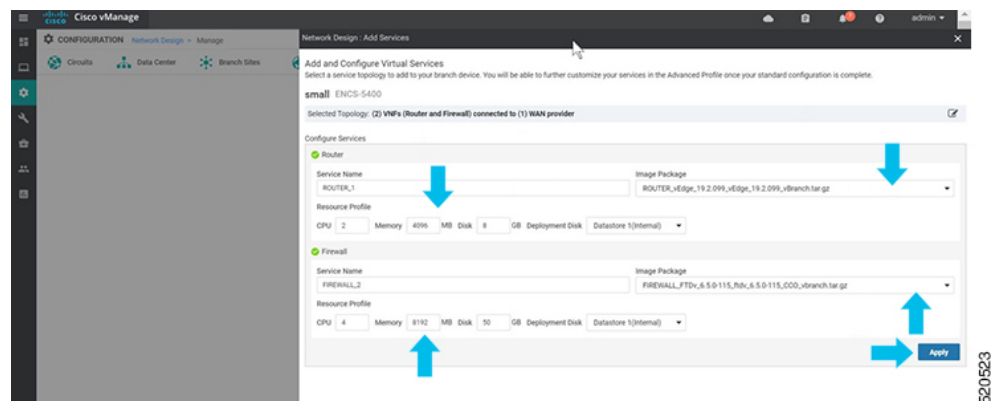 CISCO
Cisco vManage
admin
CONFIGURATION Network Design > Manage
Circuits Data Center Branch Sites
Network Design : Add Services
Add and Configure Virtual Services
Select a service topology to add to your branch device. You will be able to further customize your services in the Advanced Profile once your standard configuration is complete.
small ENCS-5400
Selected Topology: (2) VNFs (Router and Firewall) connected to (1) WAN provider
Configure Services
Router
Service Name Image Package
ROUTER_1 ROUTER_vEdge_19.2.099_vEdge_19.2.099_vBranch.tar.gz
Resource Profile
CPU 2 Memory 4096 MB Disk 8 GB Deployment Disk Datastore 1(Internal)
Firewall
Service Name Image Package
FIREWALL_2 FIREWALL_FTDv_6.5.0-115_ftdv_6.5.0-115_CCO_vbranch.tar.gz
Resource Profile
CPU 4 Memory 8192 MB Disk 50 GB Deployment Disk Datastore 1(Internal)
Apply
520523